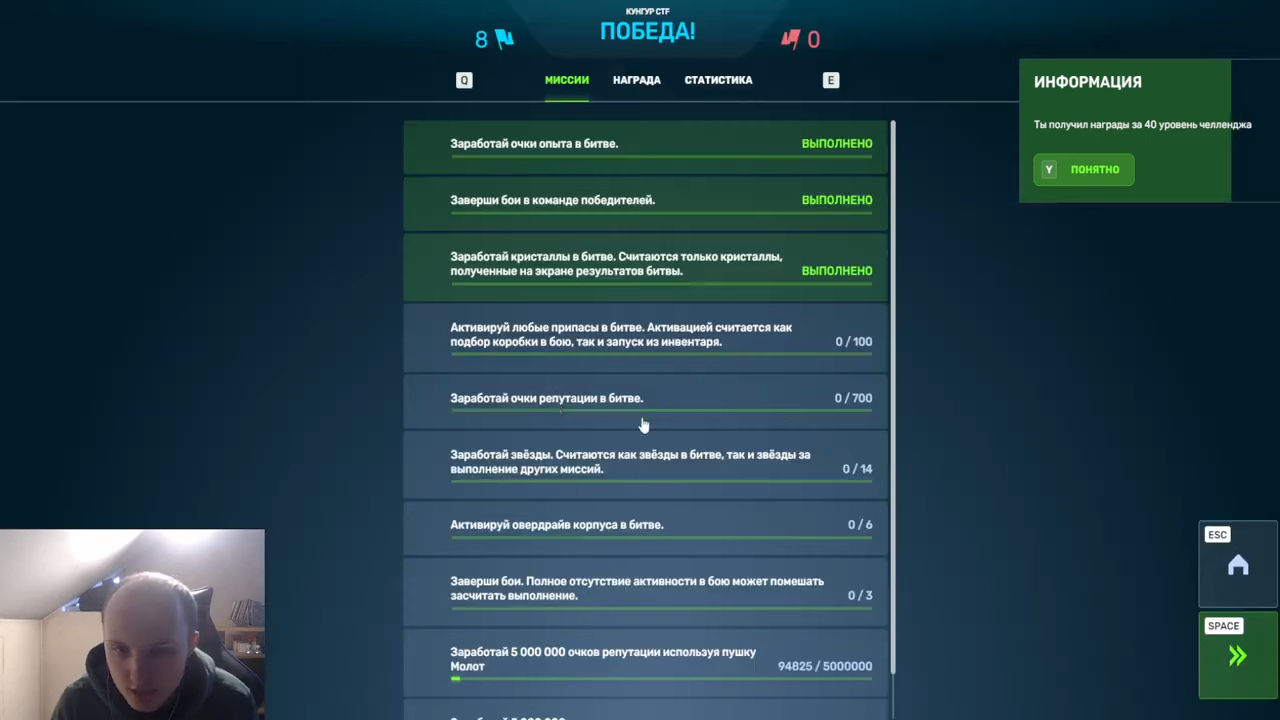 КУНГУР CTF
ПОБЕДА!
8
0
Q
МИССИИ
НАГРАДА
СТАТИСТИКА
E
ИНФОРМАЦИЯ
Ты получил награды за 40 уровень челленджа
Y
ПОНЯТНО
Заработай очки опыта в битве.
ВЫПОЛНЕНО
Заверши бои в команде победителей.
ВЫПОЛНЕНО
Заработай кристаллы в битве. Считаются только кристаллы,
полученные на экране результатов битвы.
ВЫПОЛНЕНО
Активируй любые припасы в битве. Активацией считается как
подбор коробки в бою, так и запуск из инвентаря.
0 / 100
Заработай очки репутации в битве.
0 / 700
Заработай звёзды. Считаются как звёзды в битве, так и звёзды за
выполнение других миссий.
0 / 14
Активируй овердрайв корпуса в битве.
0 / 6
Заверши бои. Полное отсутствие активности в бою может помешать
засчитать выполнение.
0 / 3
Заработай 5 000 000 очков репутации используя пушку
Молот
94825 / 5000000
ESC
SPACE